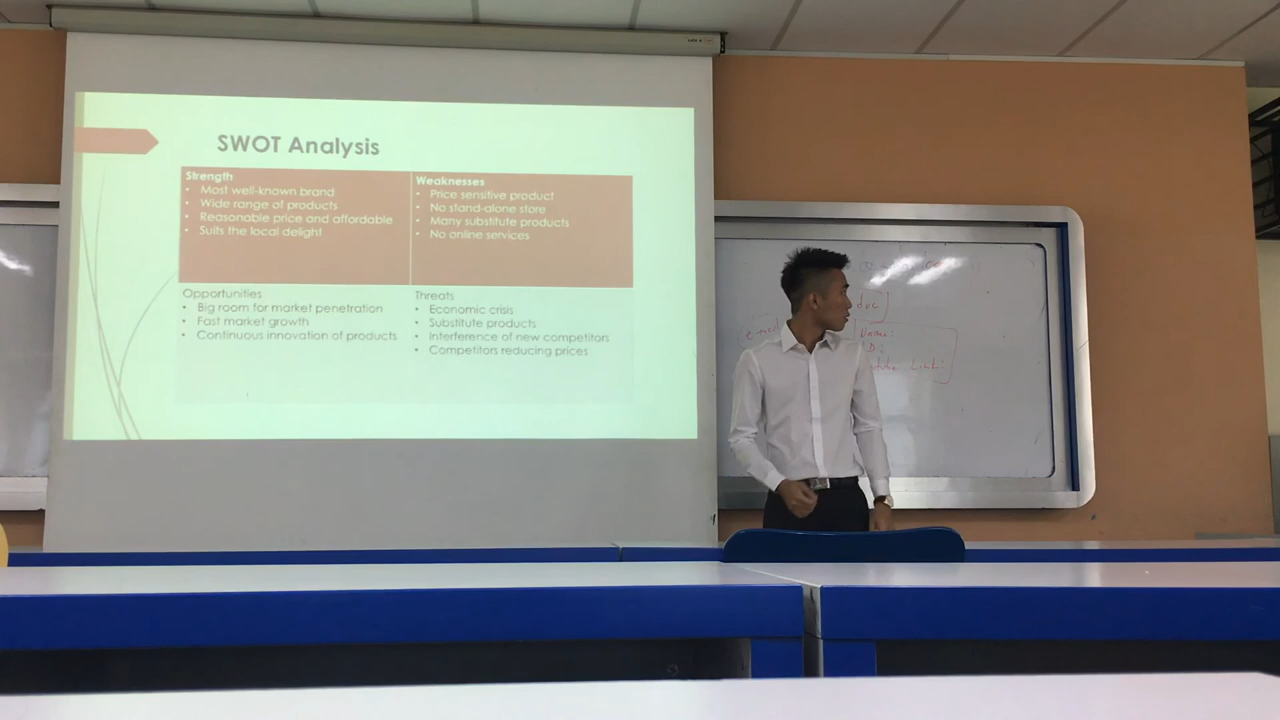 SWOT Analysis
Strength
• Most well-known brand
• Wide range of products
• Reasonable price and affordable
• Suits the local delight
Weaknesses
• Price sensitive product
• No stand-alone store
• Many substitute products
• No online services
Opportunities
• Big room for market penetration
• Fast market growth
• Continuous innovation of products
Threats
• Economic crisis
• Substitute products
• Interference of new competitors
• Competitors reducing prices
doc
Name: